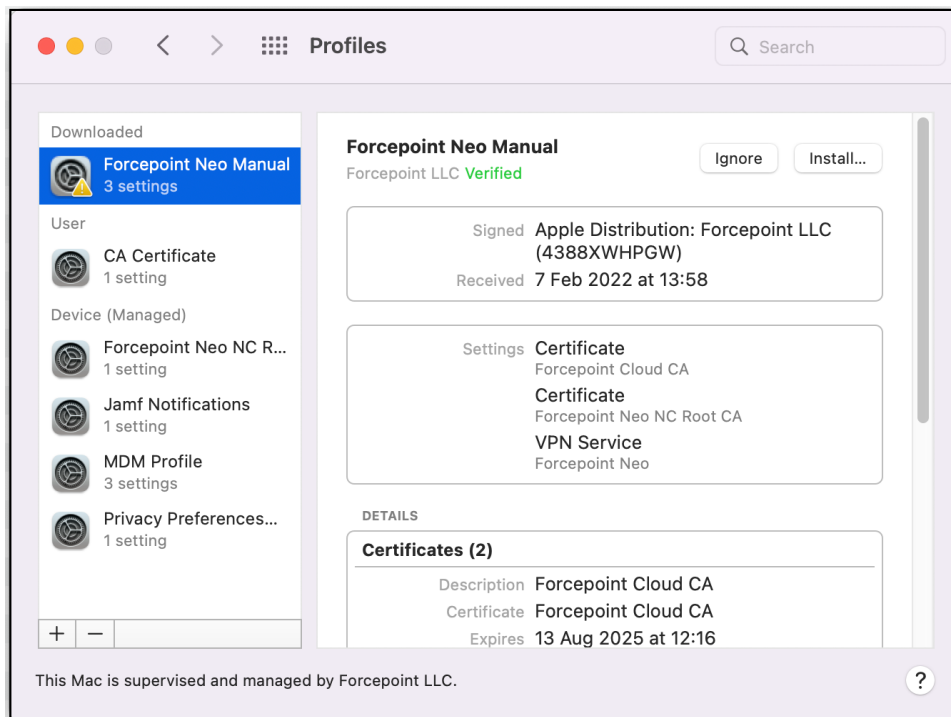 Profiles
Search
Downloaded
Forcepoint Neo Manual
3 settings
User
CA Certificate
1 setting
Device (Managed)
Forcepoint Neo NC R...
1 setting
Jamf Notifications
1 setting
MDM Profile
3 settings
Privacy Preferences...
1 setting
+ −
Forcepoint Neo Manual
Forcepoint LLC Verified
Ignore
Install...
Signed Apple Distribution: Forcepoint LLC
(4388XWHPGW)
Received 7 Feb 2022 at 13:58
Settings Certificate
Forcepoint Cloud CA
Certificate
Forcepoint Neo NC Root CA
VPN Service
Forcepoint Neo
DETAILS
Certificates (2)
Description Forcepoint Cloud CA
Certificate Forcepoint Cloud CA
Expires 13 Aug 2025 at 12:16
This Mac is supervised and managed by Forcepoint LLC.
?